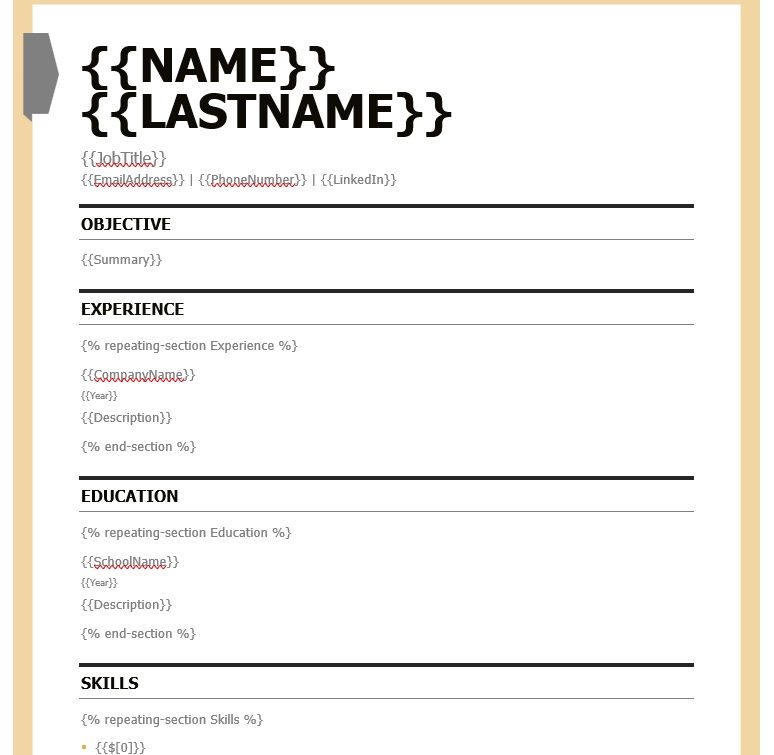 {{NAME}}
{{LASTNAME}}
{{JobTitle}}
{{EmailAddress}} | {{PhoneNumber}} | {{LinkedIn}}
OBJECTIVE
{{Summary}}
EXPERIENCE
{% repeating-section Experience %}
{{CompanyName}}
{{Year}}
{{Description}}
{% end-section %}
EDUCATION
{% repeating-section Education %}
{{SchoolName}}
{{Year}}
{{Description}}
{% end-section %}
SKILLS
{% repeating-section Skills %}
▪ {{$[0]}}